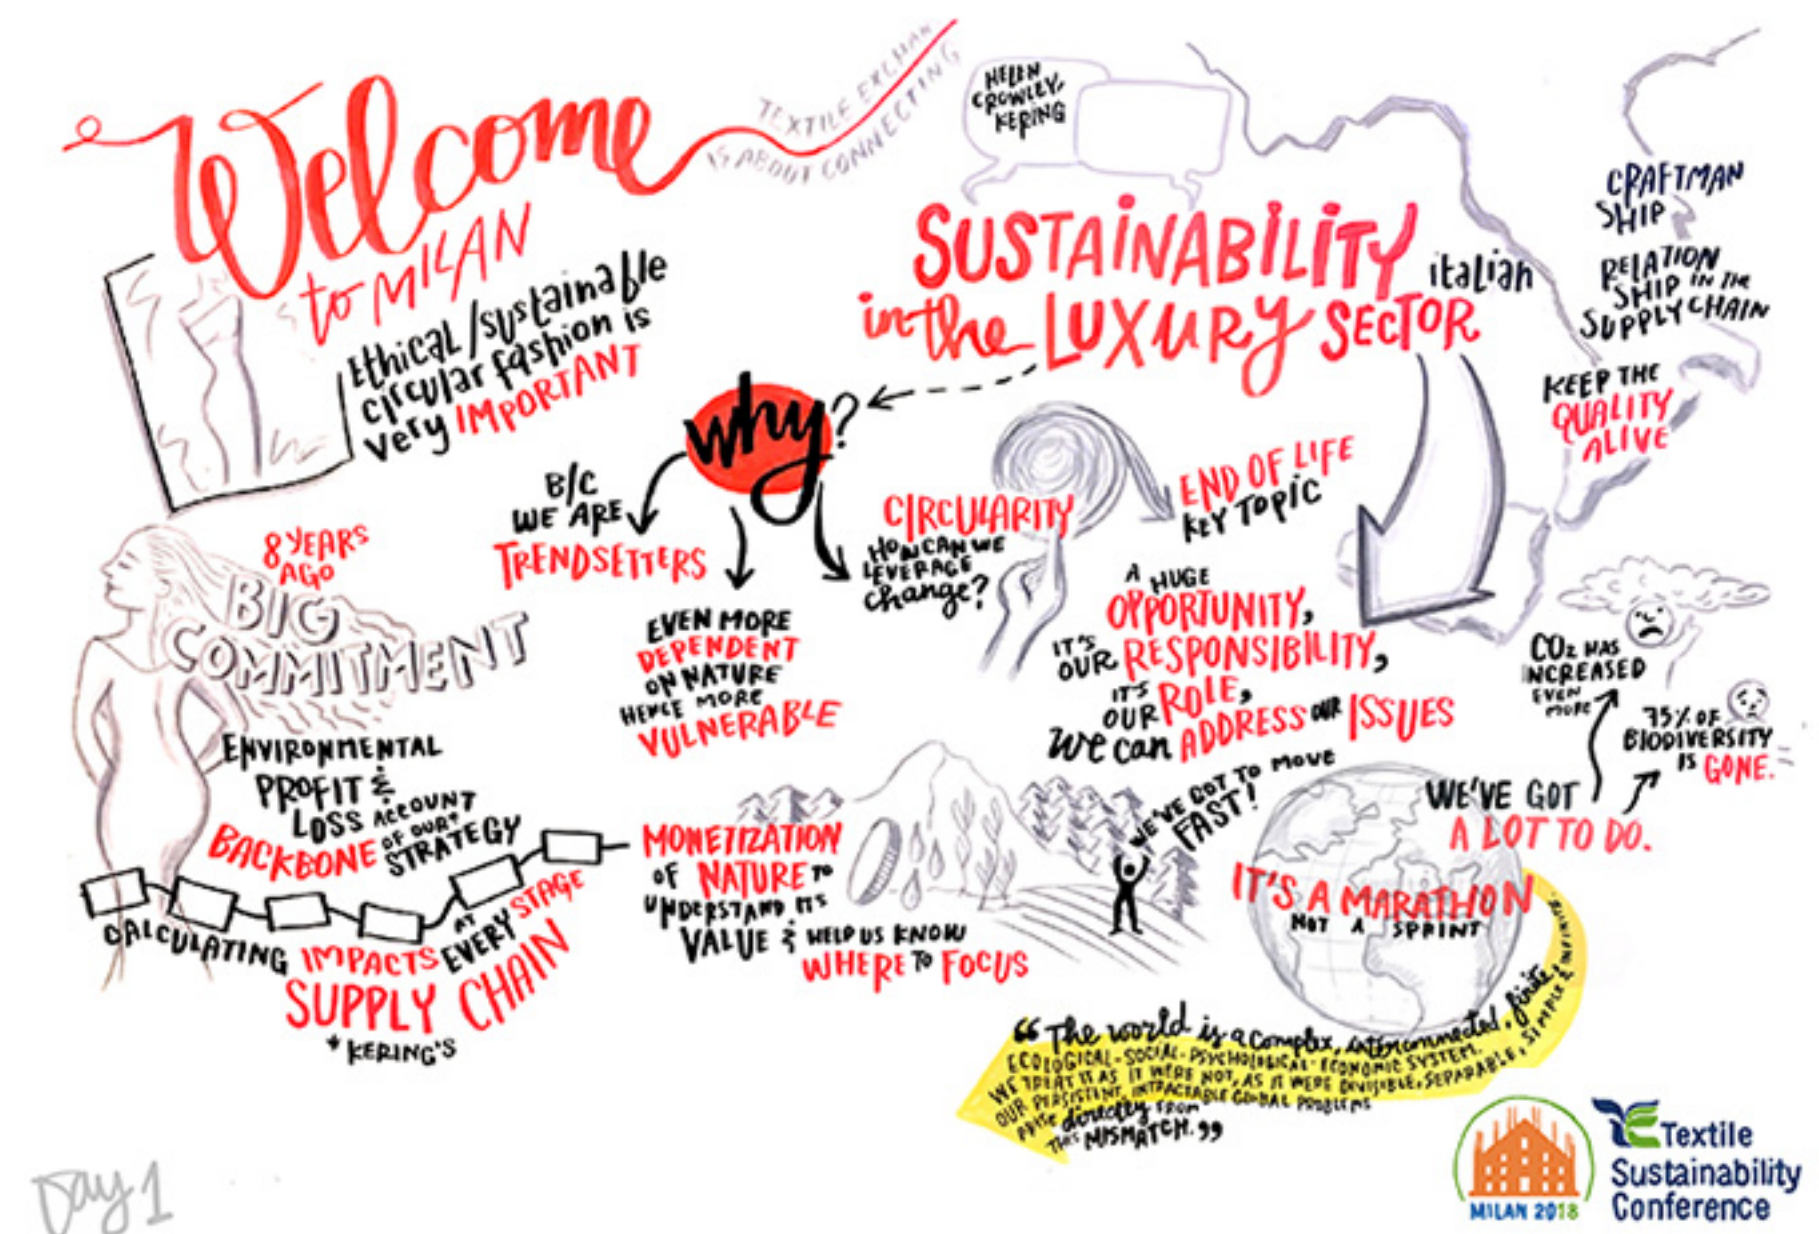 Welcome
to MILAN
TEXTILE EXCHAN
IS ABOUT CONNECTING
Ethical/sustainable
circular fashion is
very IMPORTANT
HELEN
CROWLEY,
KERING
SUSTAINABILITY
in the LUXURY SECTOR
italian
CRAFTMAN
SHIP
RELATION
SHIP IN THE
SUPPLY CHAIN
KEEP THE
QUALITY
ALIVE
why?
B/C
WE ARE
TRENDSETTERS
EVEN MORE
DEPENDENT
ON NATURE
HENCE MORE
VULNERABLE
CIRCULARITY
HOW CAN WE
LEVERAGE
change?
END OF LIFE
KEY TOPIC
A HUGE
OPPORTUNITY,
IT'S
OUR RESPONSIBILITY,
IT'S
OUR ROLE,
we can ADDRESS OUR ISSUES
8 YEARS
AGO
BIG
COMMITMENT
ENVIRONMENTAL
PROFIT &
LOSS ACCOUNT
BACKBONE OF OUR*
STRATEGY
CALCULATING IMPACTS AT
EVERY STAGE
SUPPLY CHAIN
* KERING'S
MONETIZATION
OF NATURE TO
UNDERSTAND ITS
VALUE & HELP US KNOW
WHERE TO FOCUS
WE'VE GOT TO MOVE
FAST!
CO2 HAS
INCREASED
EVEN
MORE
75% OF
BIODIVERSITY
IS GONE.
WE'VE GOT
A LOT TO DO.
IT'S A MARATHON
NOT A SPRINT
“The world is a complex, interconnected, finite,
ECOLOGICAL-SOCIAL-PSYCHOLOGICAL-ECONOMIC SYSTEM.
WE TREAT IT AS IF IT WERE NOT, AS IF IT WERE DIVISIBLE, SEPARABLE, SIMPLE & INFINITE.
OUR PERSISTENT, INTRACTABLE GLOBAL PROBLEMS
ARISE directly FROM
THIS MISMATCH.”
Day 1
MILAN 2018
Textile
Sustainability
Conference